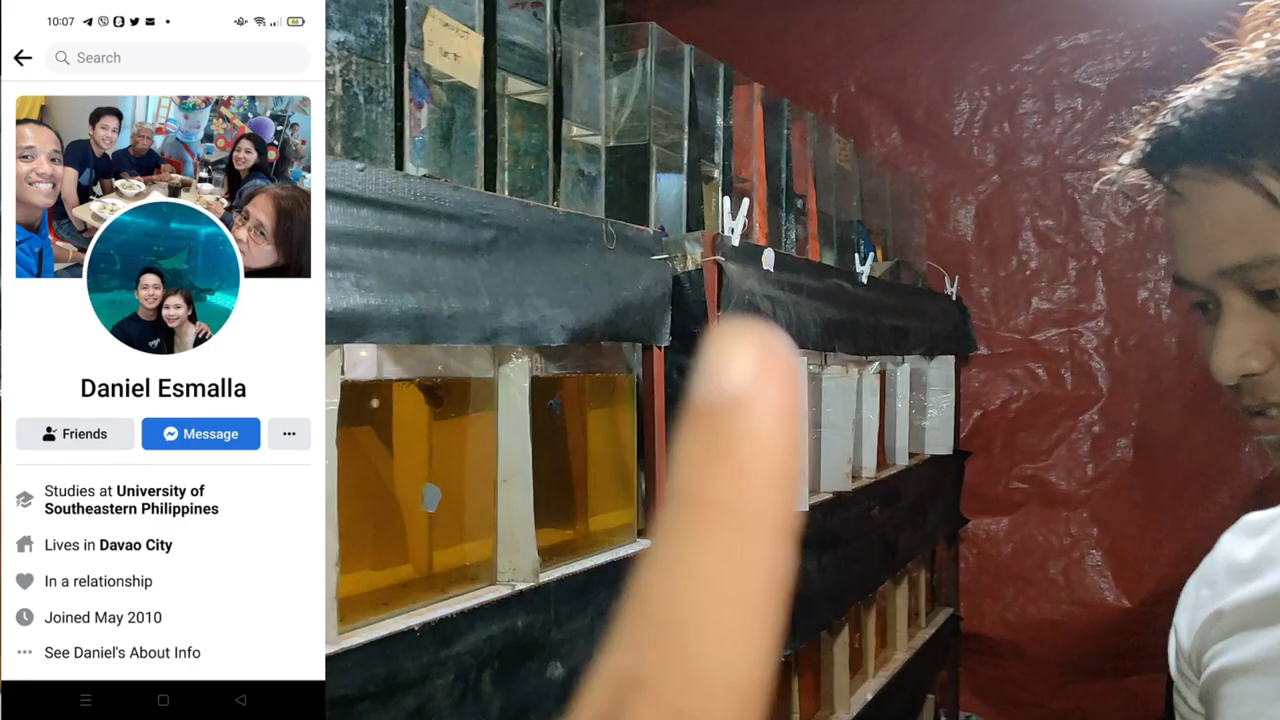 10:07
66
Search
Daniel Esmalla
Friends
Message
Studies at University of
Southeastern Philippines
Lives in Davao City
In a relationship
Joined May 2010
See Daniel's About Info